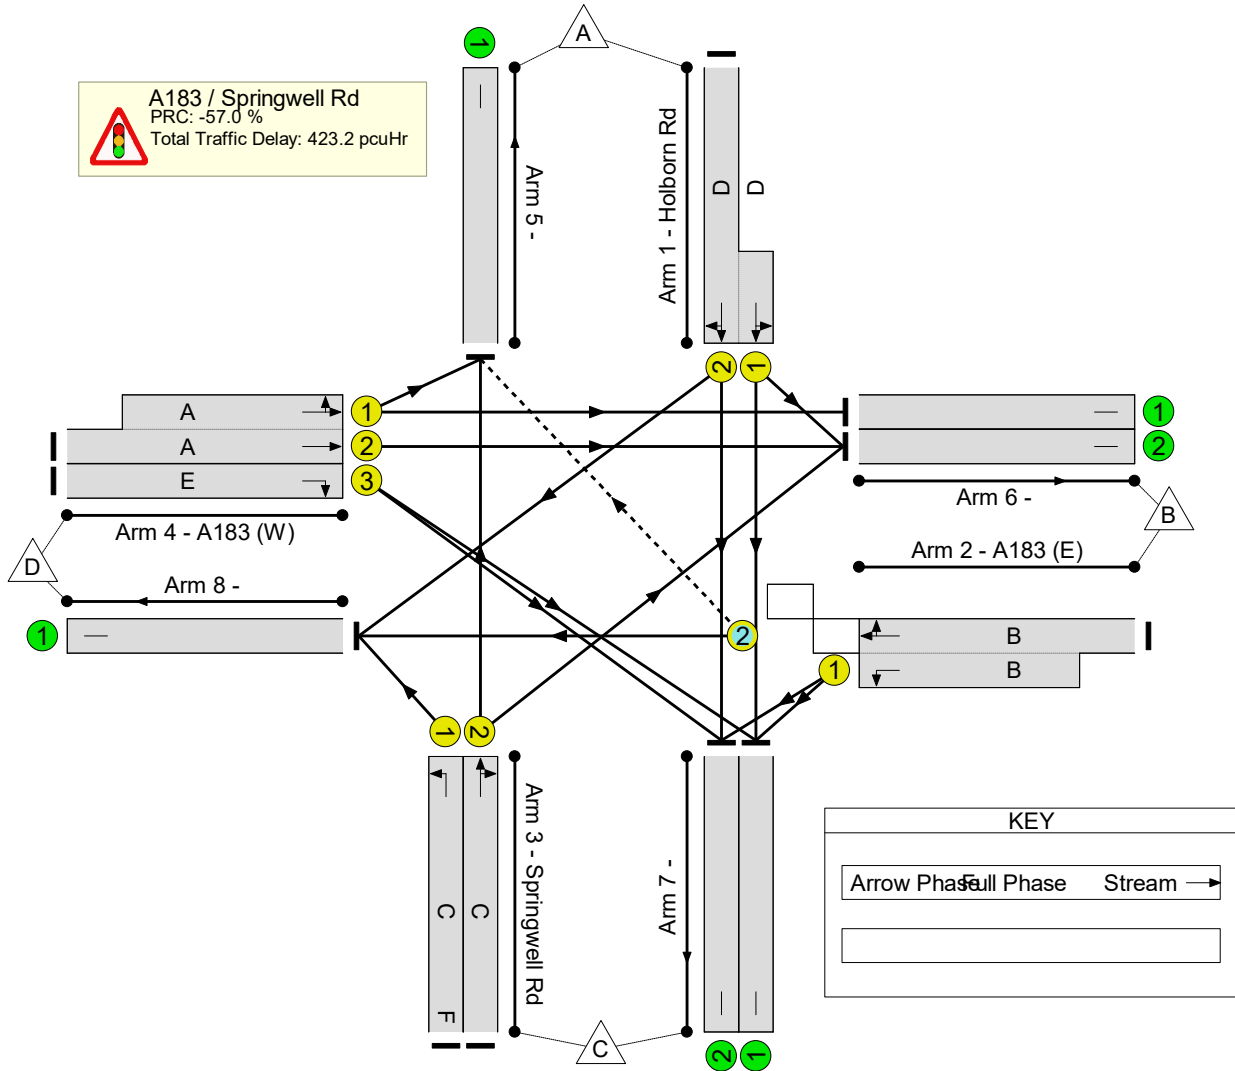 A
1
A183 / Springwell Rd
PRC: -57.0 %
Total Traffic Delay: 423.2 pcuHr
Arm 5 -
Arm 1 - Holborn Rd
D
D
2
1
A
1
A
2
E
3
Arm 4 - A183 (W)
D
Arm 8 -
1
1
2
Arm 6 -
B
Arm 2 - A183 (E)
2
B
1
B
1
2
C
C
F
Arm 3 - Springwell Rd
Arm 7 -
C
2
1
KEY
Arrow Phase
Full Phase
Stream